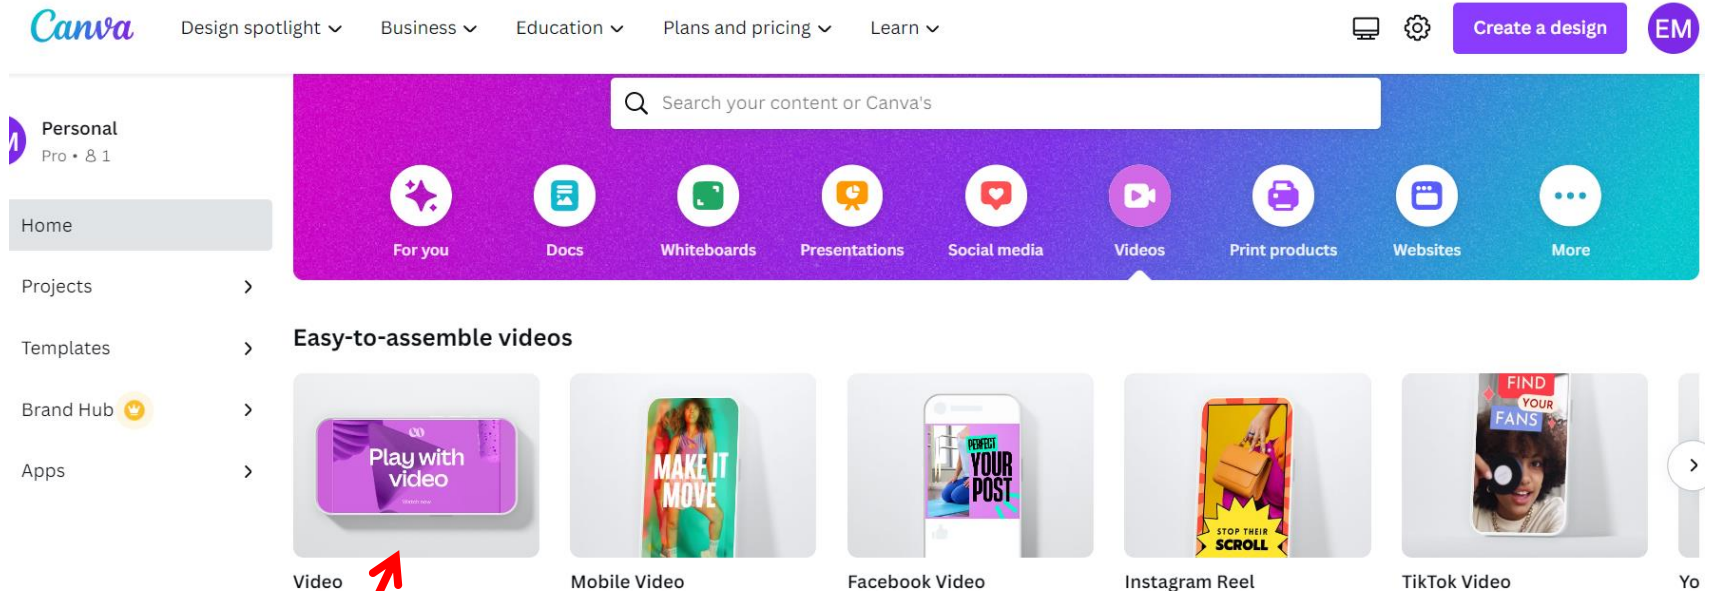 Canva
Design spotlight
Business
Education
Plans and pricing
Learn
Create a design
EM
Search your content or Canva's
M
Personal
Pro • 1
For you
Docs
Whiteboards
Presentations
Social media
Videos
Print products
Websites
More
Home
Projects
Templates
Brand Hub
Apps
Easy-to-assemble videos
co
Play with
video
MAKE IT
MOVE
PERFECT
YOUR
POST
STOP THEIR
SCROLL
FIND
YOUR
FANS
Video
Mobile Video
Facebook Video
Instagram Reel
TikTok Video
Yo